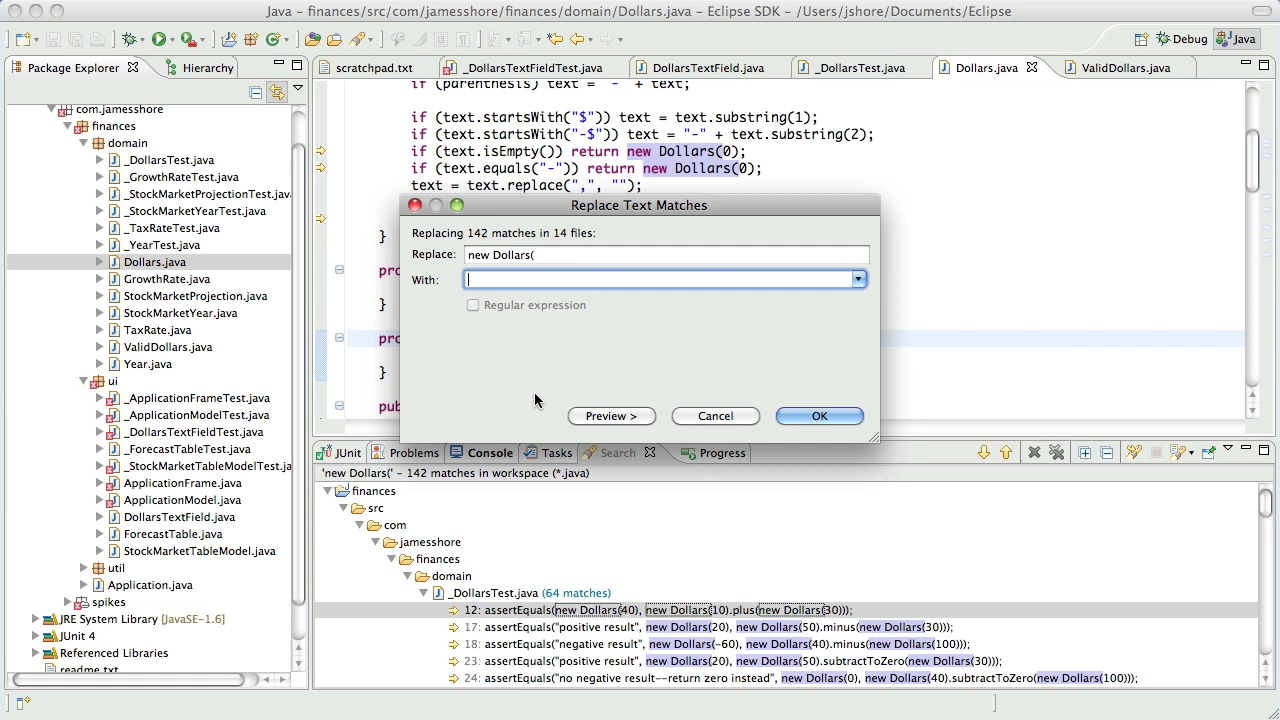 Java – finances/src/com/jamesshore/finances/domain/Dollars.java – Eclipse SDK – /Users/jshore/Documents/Eclipse
Debug
Java
Package Explorer
Hierarchy
com.jamesshore
finances
domain
_DollarsTest.java
_GrowthRateTest.java
_StockMarketProjectionTest.java
_StockMarketYearTest.java
_TaxRateTest.java
_YearTest.java
Dollars.java
GrowthRate.java
StockMarketProjection.java
StockMarketYear.java
TaxRate.java
ValidDollars.java
Year.java
ui
_ApplicationFrameTest.java
_ApplicationModelTest.java
_DollarsTextFieldTest.java
_ForecastTableTest.java
_StockMarketTableModelTest.ja
ApplicationFrame.java
ApplicationModel.java
DollarsTextField.java
ForecastTable.java
StockMarketTableModel.java
util
Application.java
spikes
JRE System Library [JavaSE-1.6]
JUnit 4
Referenced Libraries
readme.txt
scratchpad.txt
_DollarsTextFieldTest.java
DollarsTextField.java
_DollarsTest.java
Dollars.java
ValidDollars.java
if (parenthesis) text = "-" + text;
if (text.startsWith("$")) text = text.substring(1);
if (text.startsWith("-$")) text = "-" + text.substring(2);
if (text.isEmpty()) return new Dollars(0);
if (text.equals("-")) return new Dollars(0);
text = text.replace(",", "");
}
pro
}
pro
}
pub
Replace Text Matches
Replacing 142 matches in 14 files:
Replace: new Dollars(
With:
Regular expression
Preview >
Cancel
OK
JUnit
Problems
Console
Tasks
Search
Progress
'new Dollars(' – 142 matches in workspace (*.java)
finances
src
com
jamesshore
finances
domain
_DollarsTest.java (64 matches)
12: assertEquals(new Dollars(40), new Dollars(10).plus(new Dollars(30)));
17: assertEquals("positive result", new Dollars(20), new Dollars(50).minus(new Dollars(30)));
18: assertEquals("negative result", new Dollars(-60), new Dollars(40).minus(new Dollars(100)));
23: assertEquals("positive result", new Dollars(20), new Dollars(50).subtractToZero(new Dollars(30)));
24: assertEquals("no negative result--return zero instead", new Dollars(0), new Dollars(40).subtractToZero(new Dollars(100)));